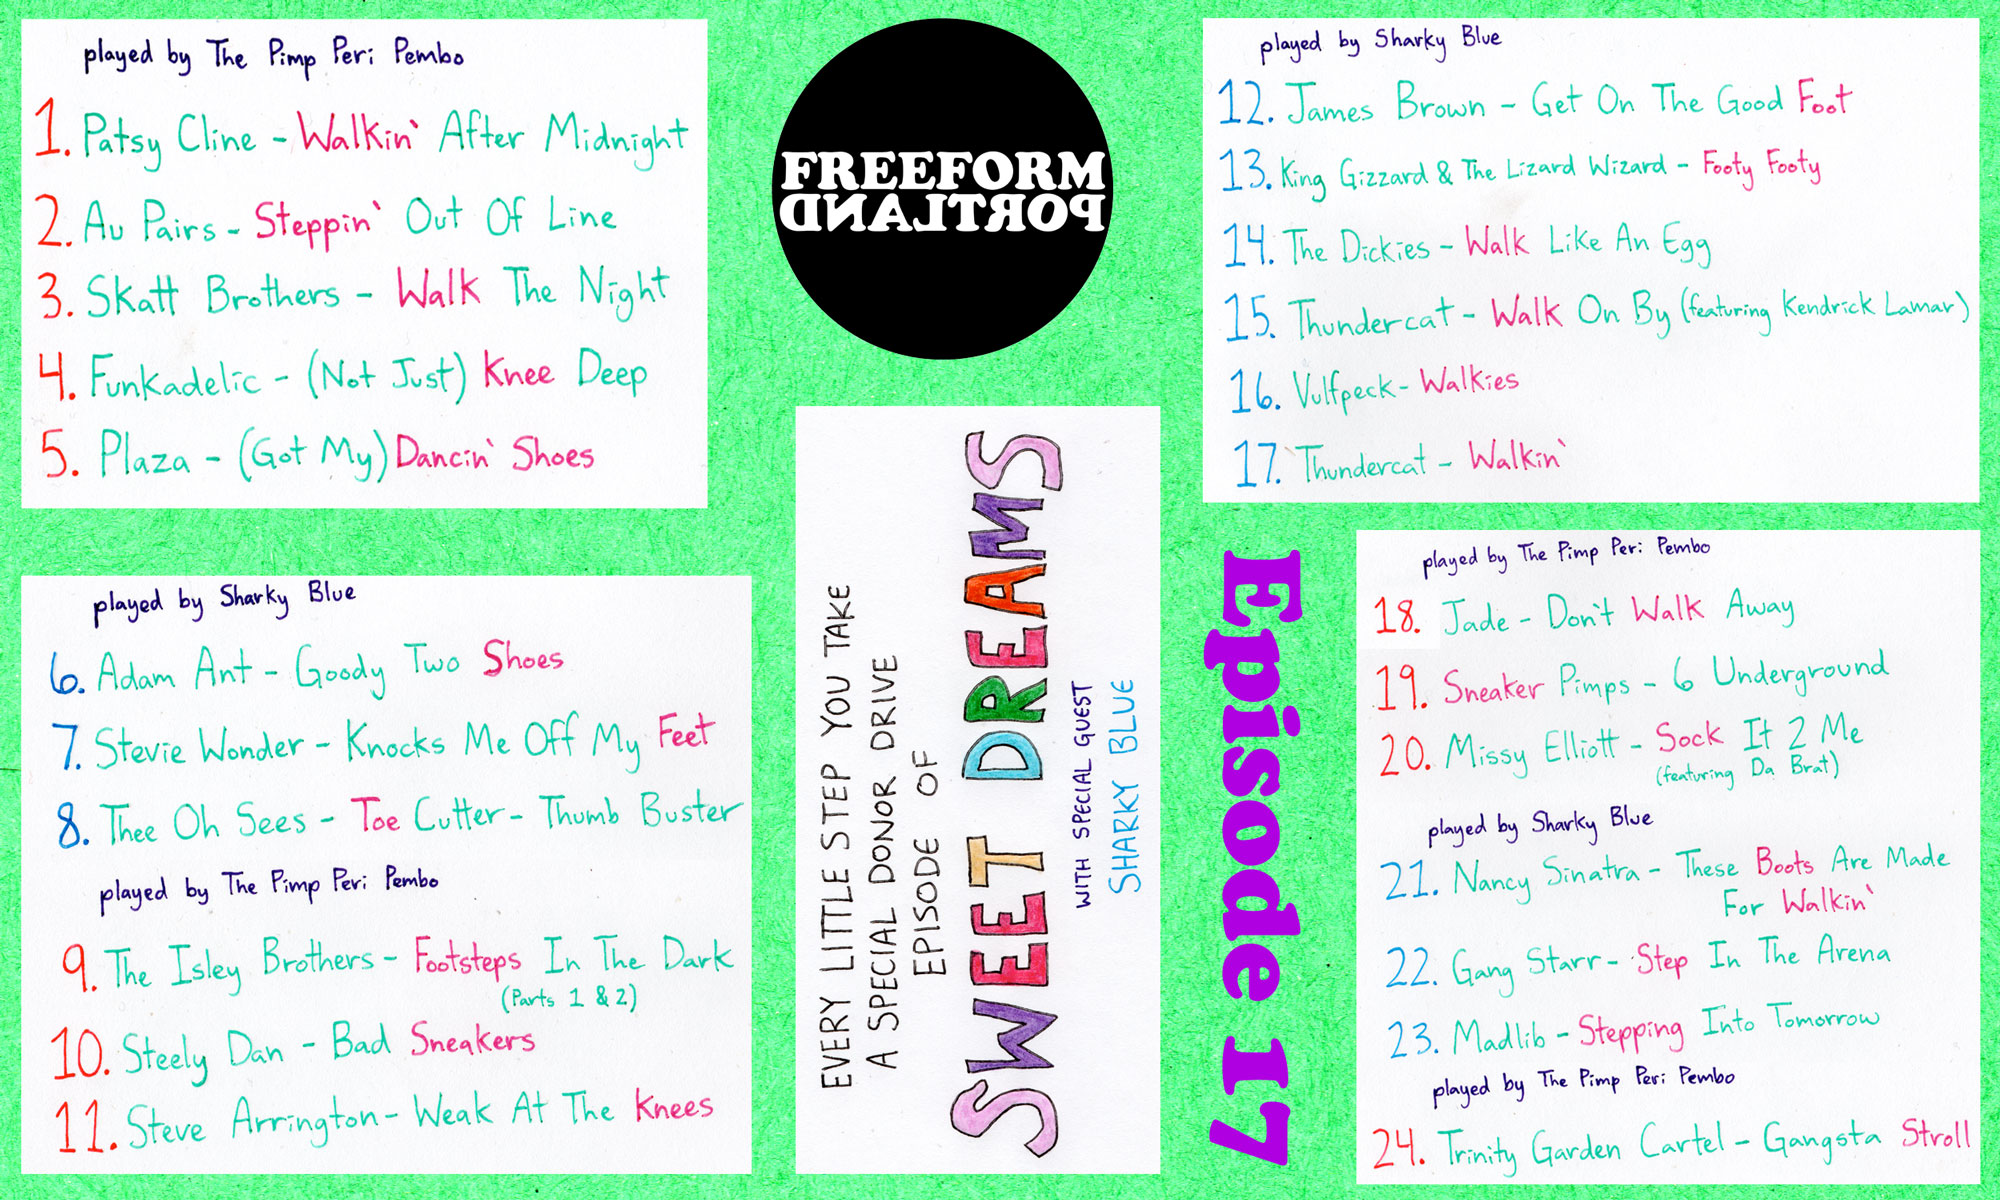 played by The Pimp Peri Pembo
1. Patsy Cline - Walkin' After Midnight
2. Au Pairs - Steppin' Out Of Line
3. Skatt Brothers - Walk The Night
4. Funkadelic - (Not Just) Knee Deep
5. Plaza - (Got My) Dancin' Shoes
played by Sharky Blue
6. Adam Ant - Goody Two Shoes
7. Stevie Wonder - Knocks Me Off My Feet
8. Thee Oh Sees - Toe Cutter - Thumb Buster
played by The Pimp Peri Pembo
9. The Isley Brothers - Footsteps In The Dark
(Parts 1 & 2)
10. Steely Dan - Bad Sneakers
11. Steve Arrington - Weak At The Knees
FREEFORM
PORTLAND
EVERY LITTLE STEP YOU TAKE
A SPECIAL DONOR DRIVE
EPISODE OF
SWEET DREAMS
WITH SPECIAL GUEST
SHARKY BLUE
Episode 17
played by Sharky Blue
12. James Brown - Get On The Good Foot
13. King Gizzard & The Lizard Wizard - Footy Footy
14. The Dickies - Walk Like An Egg
15. Thundercat - Walk On By (featuring Kendrick Lamar)
16. Vulfpeck - Walkies
17. Thundercat - Walkin'
played by The Pimp Peri Pembo
18. Jade - Don't Walk Away
19. Sneaker Pimps - 6 Underground
20. Missy Elliott - Sock It 2 Me
(featuring Da Brat)
played by Sharky Blue
21. Nancy Sinatra - These Boots Are Made
For Walkin'
22. Gang Starr - Step In The Arena
23. Madlib - Stepping Into Tomorrow
played by The Pimp Peri Pembo
24. Trinity Garden Cartel - Gangsta Stroll